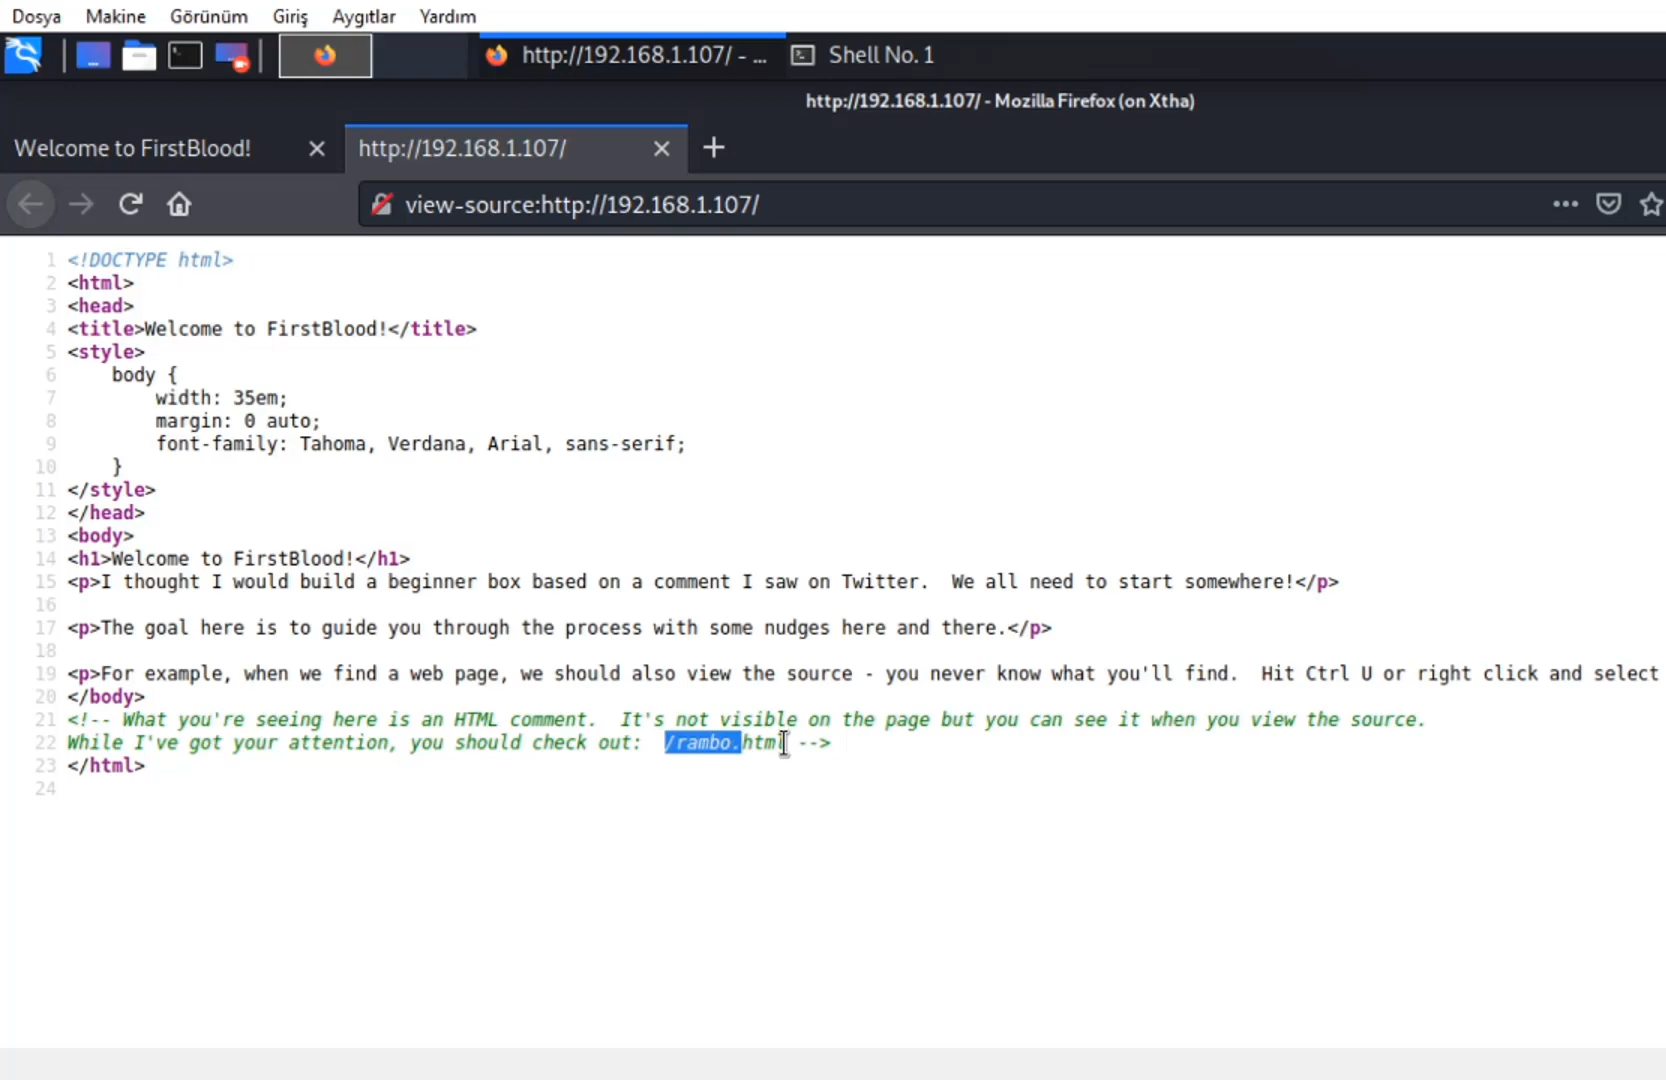 Dosya Makine Görünüm Giriş Aygıtlar Yardım
http://192.168.1.107/ - ... Shell No. 1
http://192.168.1.107/ - Mozilla Firefox (on Xtha)
Welcome to FirstBlood! http://192.168.1.107/
view-source:http://192.168.1.107/
1 <!DOCTYPE html>
2 <html>
3 <head>
4 <title>Welcome to FirstBlood!</title>
5 <style>
6     body {
7         width: 35em;
8         margin: 0 auto;
9         font-family: Tahoma, Verdana, Arial, sans-serif;
10     }
11 </style>
12 </head>
13 <body>
14 <h1>Welcome to FirstBlood!</h1>
15 <p>I thought I would build a beginner box based on a comment I saw on Twitter.  We all need to start somewhere!</p>
16
17 <p>The goal here is to guide you through the process with some nudges here and there.</p>
18
19 <p>For example, when we find a web page, we should also view the source - you never know what you'll find.  Hit Ctrl U or right click and select
20 </body>
21 <!-- What you're seeing here is an HTML comment.  It's not visible on the page but you can see it when you view the source.
22 While I've got your attention, you should check out:  /rambo.html -->
23 </html>
24